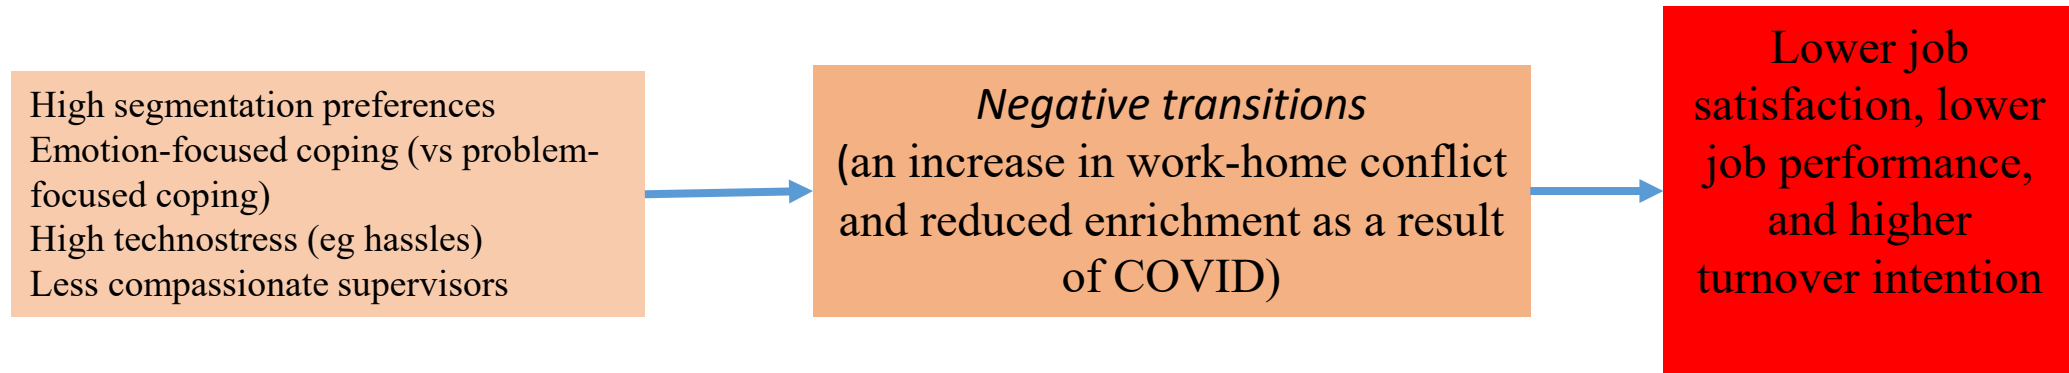 High segmentation preferences
Emotion-focused coping (vs problem-
focused coping)
High technostress (eg hassles)
Less compassionate supervisors
Negative transitions
(an increase in work-home conflict
and reduced enrichment as a result
of COVID)
Lower job
satisfaction, lower
job performance,
and higher
turnover intention